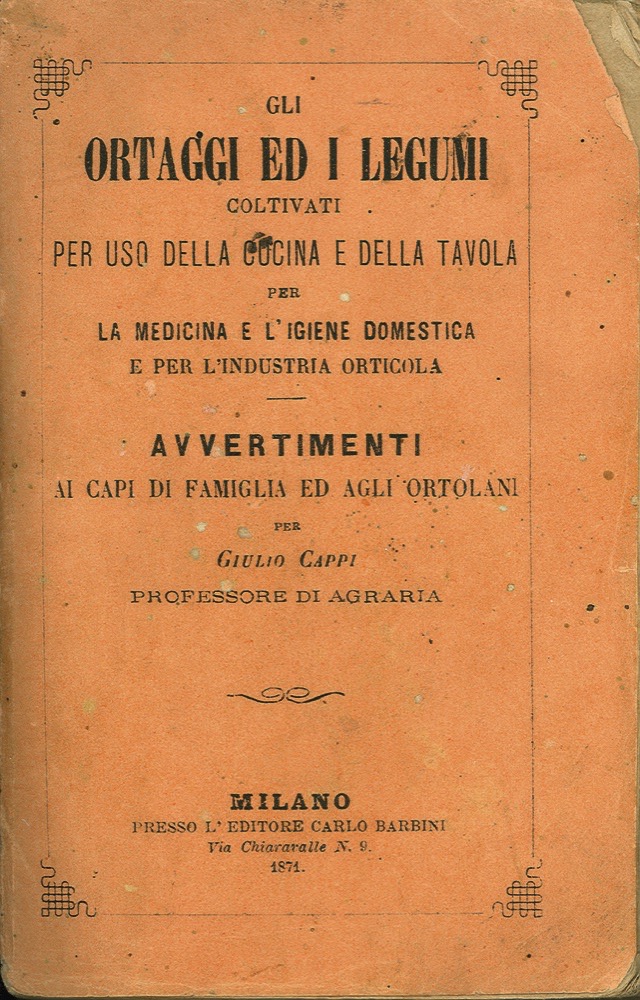 GLI
ORTAGGI ED I LEGUMI
COLTIVATI
PER USO DELLA CUCINA E DELLA TAVOLA
PER
LA MEDICINA E L'IGIENE DOMESTICA
E PER L'INDUSTRIA ORTICOLA
AVVERTIMENTI
AI CAPI DI FAMIGLIA ED AGLI ORTOLANI
PER
GIULIO CAPPI
PROFESSORE DI AGRARIA
MILANO
PRESSO L'EDITORE CARLO BARBINI
Via Chiaravalle N. 9.
1871.